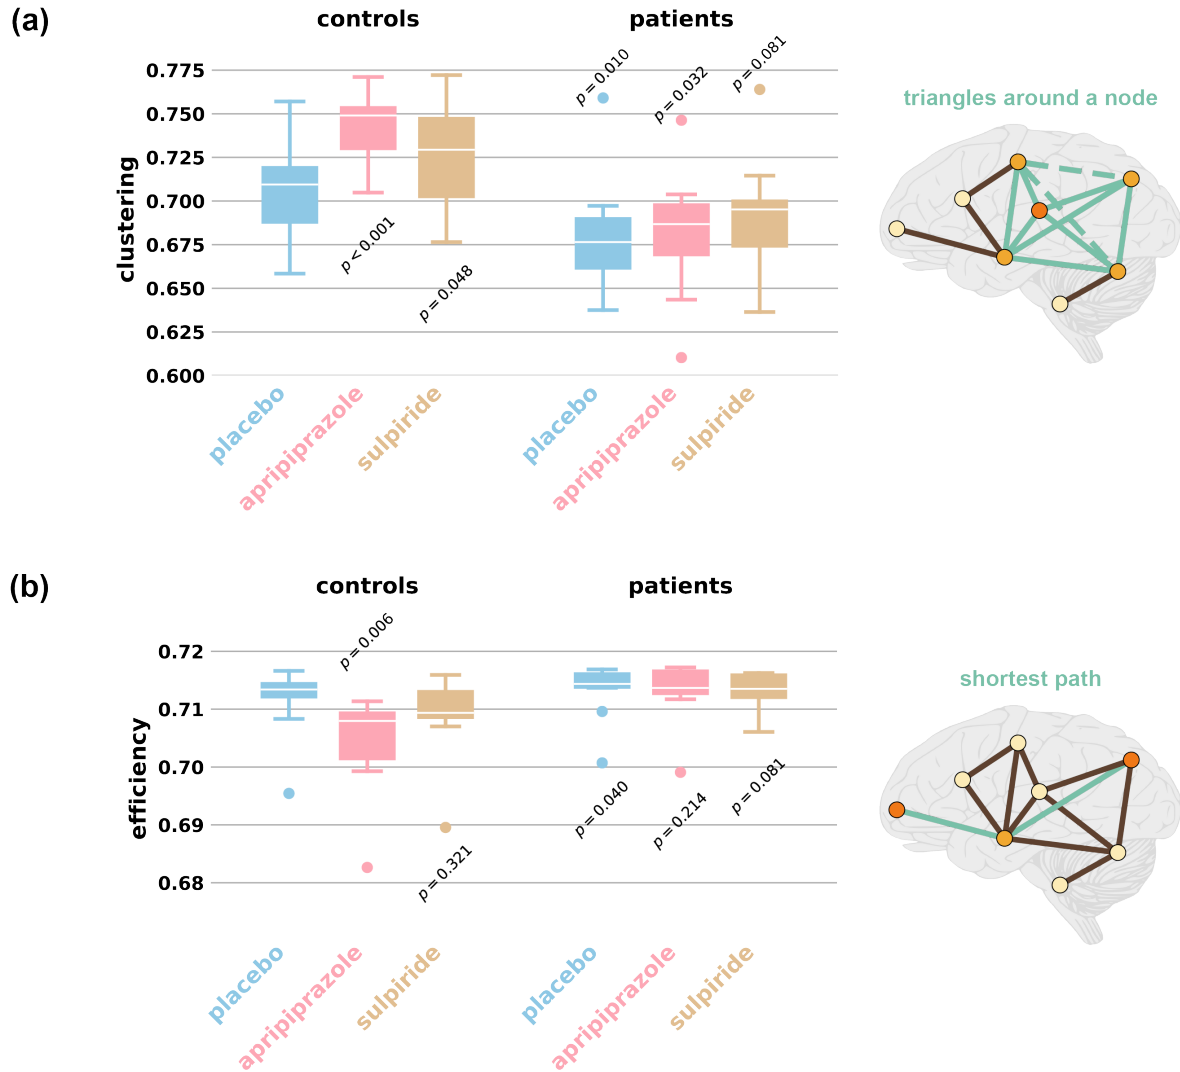 (a)
controls
patients
p = 0.010
p = 0.032
p = 0.081
p < 0.001
p = 0.048
clustering
0.775
0.750
0.725
0.700
0.675
0.650
0.625
0.600
placebo
apripiprazole
sulpiride
placebo
apripiprazole
sulpiride
triangles around a node
(b)
controls
patients
p = 0.006
p = 0.321
p = 0.040
p = 0.214
p = 0.081
efficiency
0.72
0.71
0.70
0.69
0.68
placebo
apripiprazole
sulpiride
placebo
apripiprazole
sulpiride
shortest path